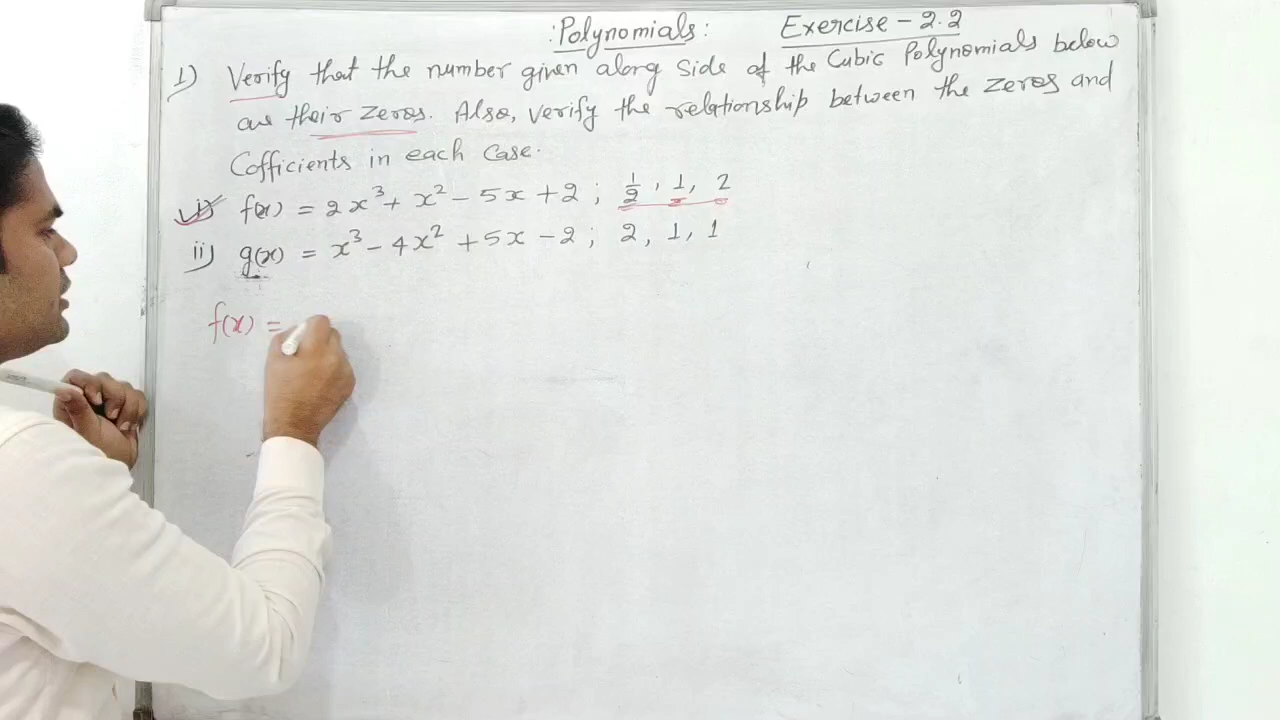 :Polynomials: Exercise - 2.2
1) Verify that the number given along side of the Cubic Polynomials below
are their zeros. Also, verify the relationship between the zeros and
Cofficients in each case.
i) f(x) = 2x³ + x² - 5x + 2 ; 1/2, 1, 2
ii) g(x) = x³ - 4x² + 5x - 2 ; 2, 1, 1
f(x) =